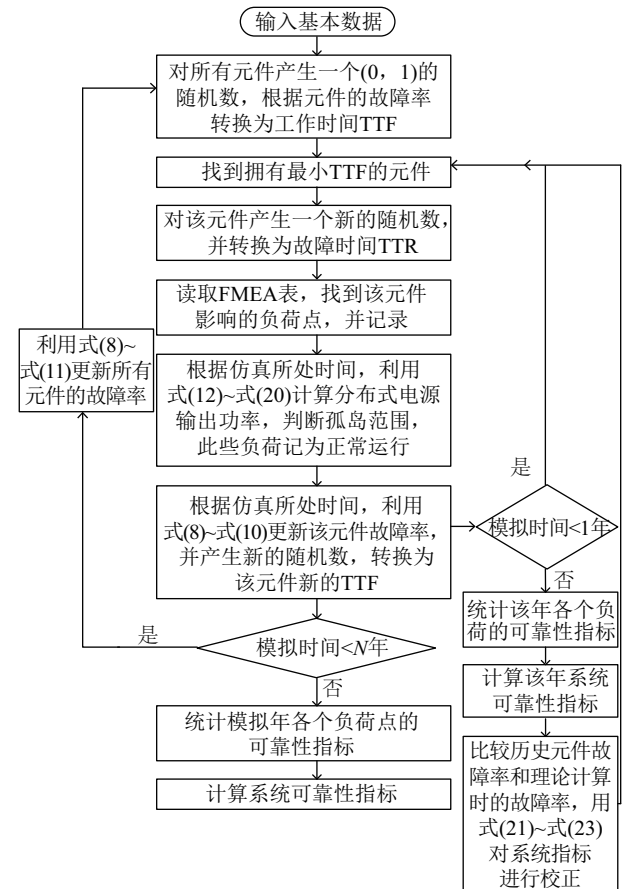 输入基本数据
对所有元件产生一个(0，1)的
随机数，根据元件的故障率
转换为工作时间TTF
找到拥有最小TTF的元件
对该元件产生一个新的随机数，
并转换为故障时间TTR
读取FMEA表，找到该元件
影响的负荷点，并记录
利用式(8)~
式(11)更新所有
元件的故障率
根据仿真所处时间，利用
式(12)~式(20)计算分布式电源
输出功率，判断孤岛范围，
此些负荷记为正常运行
根据仿真所处时间，利用
式(8)~式(10)更新该元件故障率，
并产生新的随机数，转换为
该元件新的TTF
是
模拟时间<1年
否
统计该年各个负
荷的可靠性指标
计算该年系统
可靠性指标
比较历史元件故
障率和理论计算
时的故障率，用
式(21)~式(23)
对系统指标
进行校正
是
模拟时间<N年
否
统计模拟年各个负荷点的
可靠性指标
计算系统可靠性指标